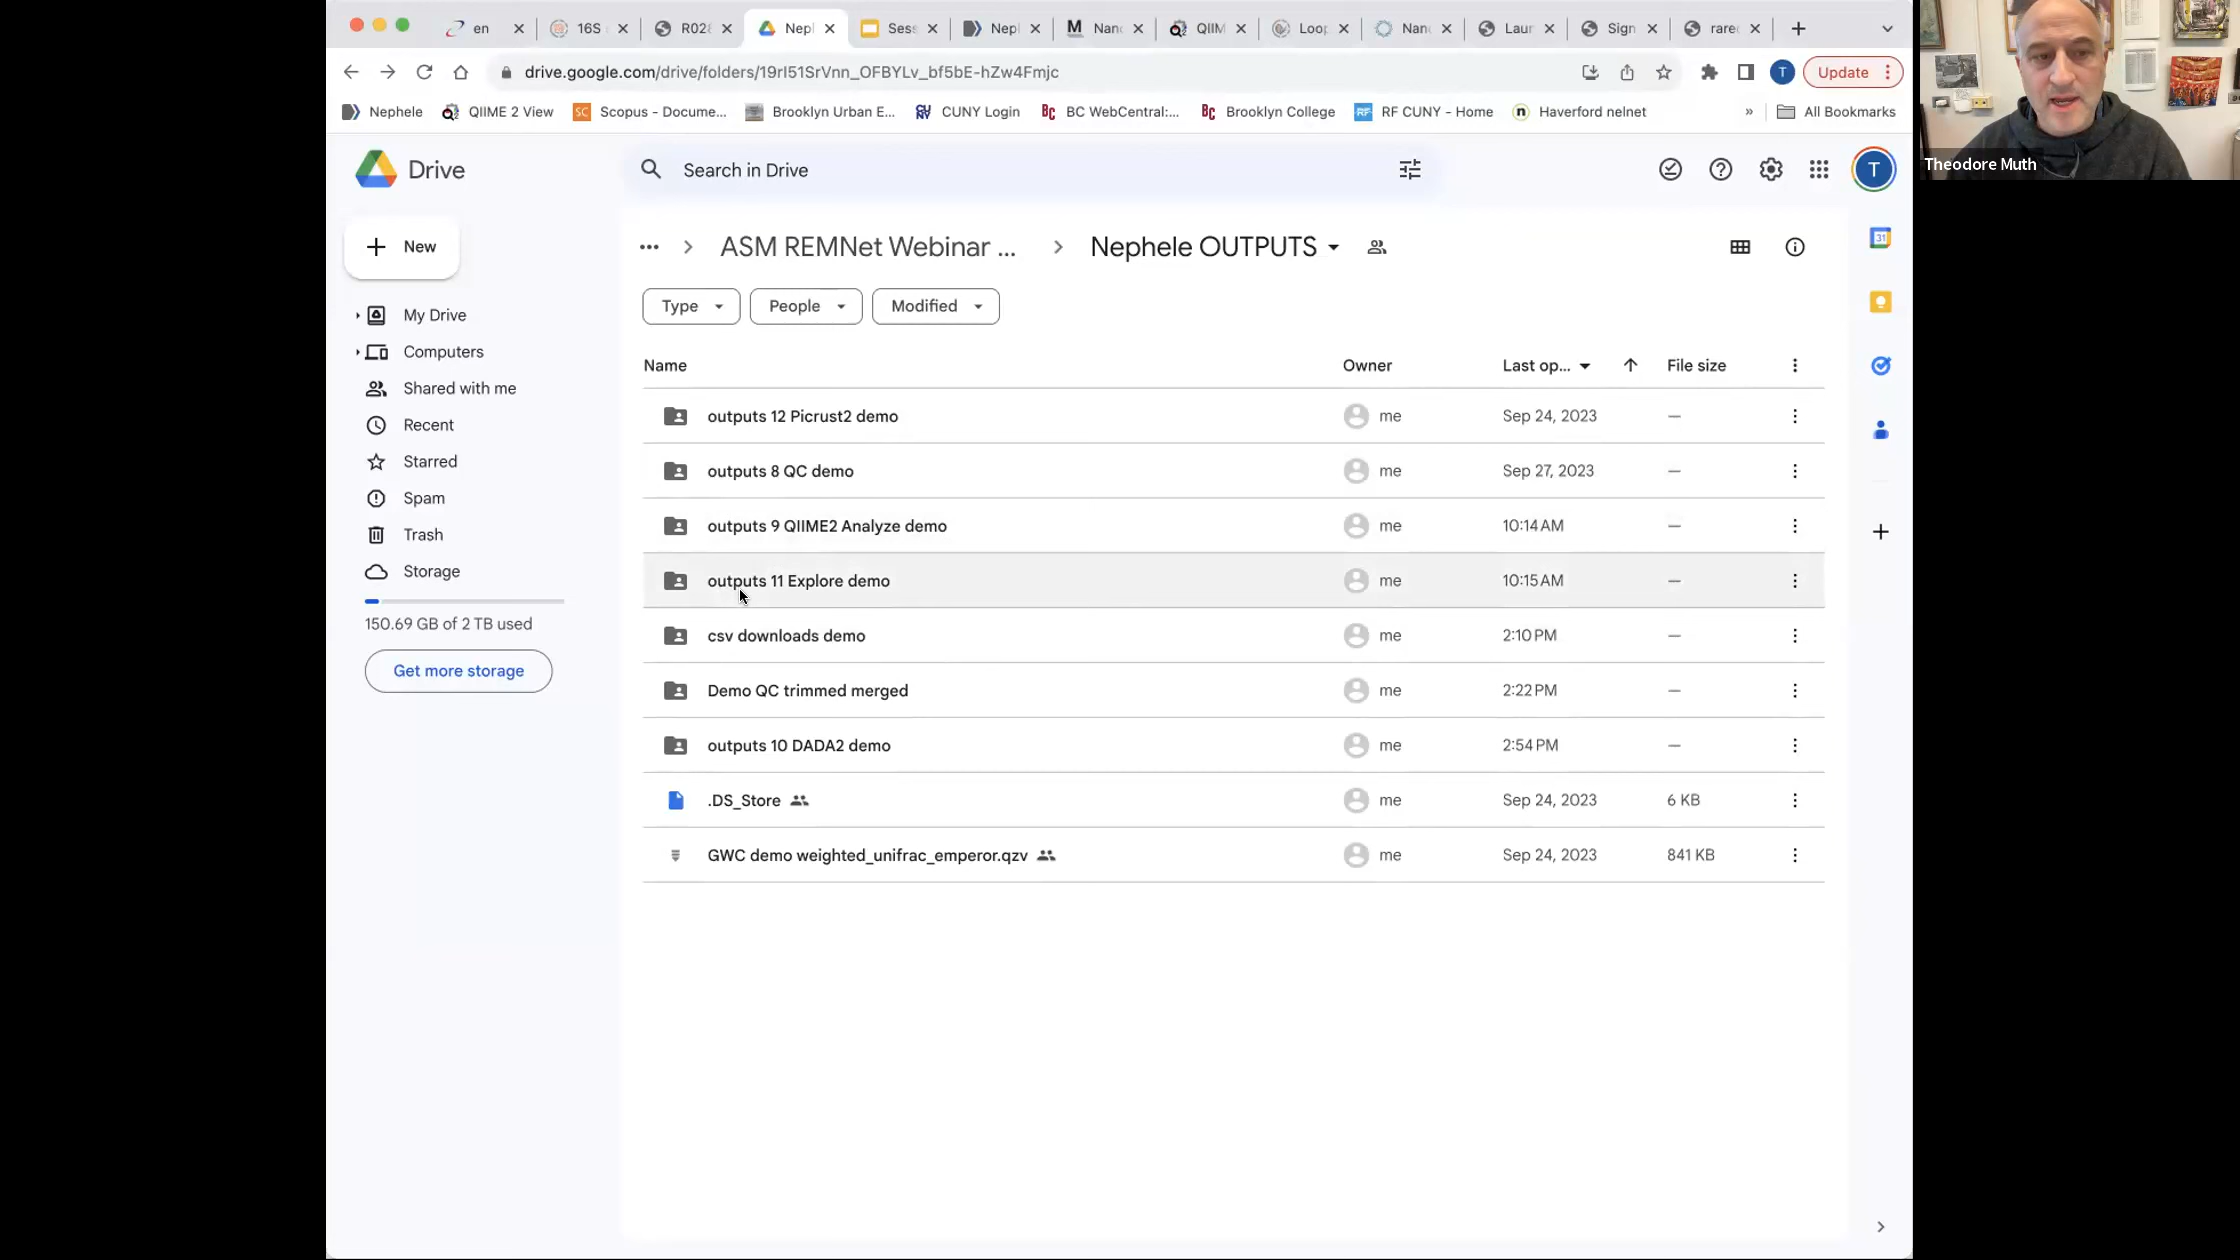 en
16S
R02
Nepl
Sess
Nepl
Nanc
QIIM
Loop
Nan
Laur
Sign
rare
drive.google.com/drive/folders/19rI51SrVnn_OFBYLv_bf5bE-hZw4Fmjc
T
Update
Nephele
QIIME 2 View
Scopus - Docume...
Brooklyn Urban E...
CUNY Login
BC WebCentral:...
Brooklyn College
RF CUNY - Home
Haverford nelnet
»
All Bookmarks
Theodore Muth
Drive
Search in Drive
T
New
... > ASM REMNet Webinar ... > Nephele OUTPUTS
Type
People
Modified
My Drive
Computers
Shared with me
Recent
Starred
Spam
Trash
Storage
150.69 GB of 2 TB used
Get more storage
Name Owner Last op... File size
outputs 12 Picrust2 demo me Sep 24, 2023 —
outputs 8 QC demo me Sep 27, 2023 —
outputs 9 QIIME2 Analyze demo me 10:14 AM —
outputs 11 Explore demo me 10:15 AM —
csv downloads demo me 2:10 PM —
Demo QC trimmed merged me 2:22 PM —
outputs 10 DADA2 demo me 2:54 PM —
.DS_Store me Sep 24, 2023 6 KB
GWC demo weighted_unifrac_emperor.qzv me Sep 24, 2023 841 KB
31